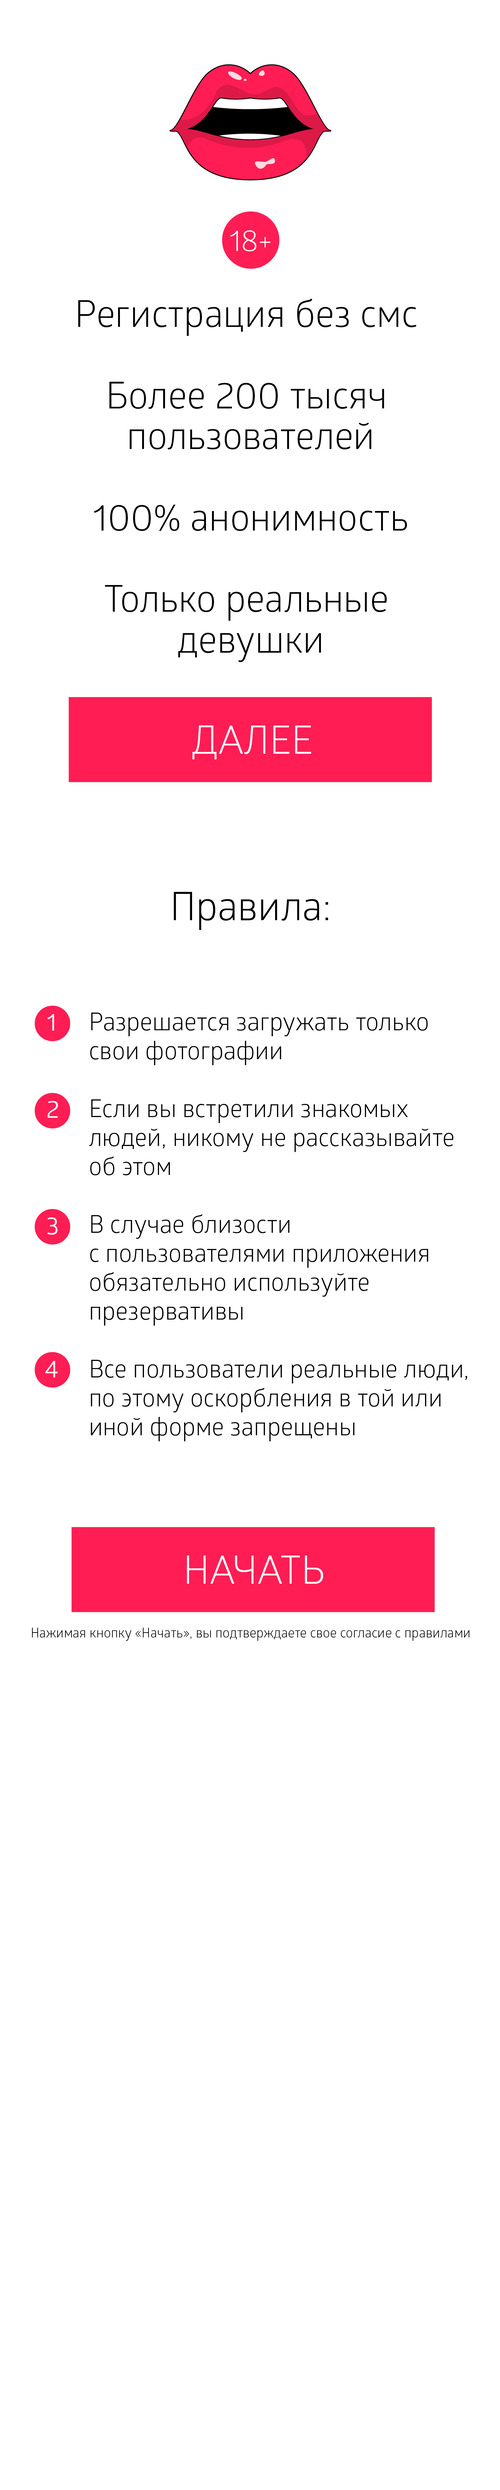 18+
Регистрация без смс
Более 200 тысяч
пользователей
100% анонимность
Только реальные
девушки
ДАЛЕЕ
Правила:
1 Разрешается загружать только
свои фотографии
2 Если вы встретили знакомых
людей, никому не рассказывайте
об этом
3 В случае близости
с пользователями приложения
обязательно используйте
презервативы
4 Все пользователи реальные люди,
по этому оскорбления в той или
иной форме запрещены
НАЧАТЬ
Нажимая кнопку «Начать», вы подтверждаете свое согласие с правилами